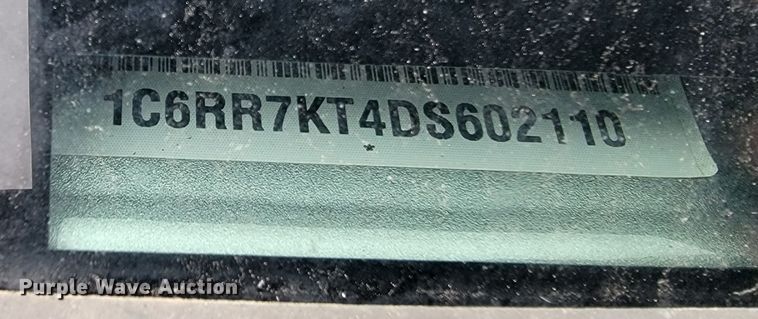 1C6RR7KT4DS602110
Purple Wave Auction